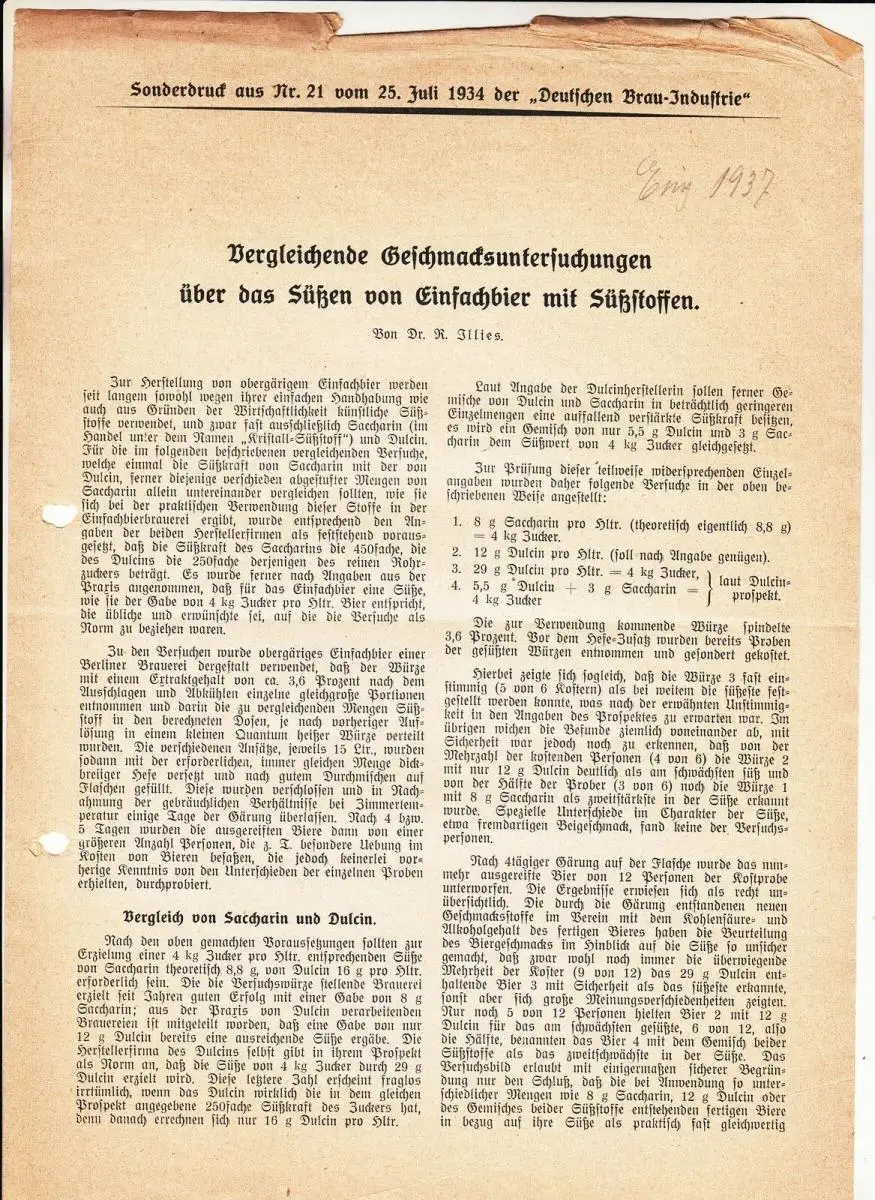 Sonderdruck aus Nr. 21 vom 25. Juli 1934 der „Deutschen Brau-Industrie“
1937
Vergleichende Geschmacksuntersuchungen
über das Süßen von Einfachbier mit Süßstoffen.
Von Dr. R. Illies.
Zur Herstellung von obergärigem Einfachbier werden
seit langem sowohl wegen ihrer einfachen Handhabung wie
auch aus Gründen der Wirtschaftlichkeit künstliche Süß-
stoffe verwendet, und zwar fast ausschließlich Saccharin (im
Handel unter dem Namen „Kristall-Süßstoff“) und Dulcin.
Für die im folgenden beschriebenen vergleichenden Versuche,
welche einmal die Süßkraft von Saccharin mit der von
Dulcin, ferner diejenige verschieden abgestufter Mengen von
Saccharin allein untereinander vergleichen sollten, wie sie
sich bei der praktischen Verwendung dieser Stoffe in der
Einfachbierbrauerei ergibt, wurde entsprechend den An-
gaben der beiden Herstellerfirmen als feststehend voraus-
gesetzt, daß die Süßkraft des Saccharins die 450fache, die
des Dulcins die 250fache derjenigen des reinen Rohr-
zuckers beträgt. Es wurde ferner nach Angaben aus der
Praxis angenommen, daß für das Einfachbier eine Süße,
wie sie der Gabe von 4 kg Zucker pro Hltr. Bier entspricht,
die übliche und erwünschte sei, auf die die Versuche als
Norm zu beziehen waren.
Zu den Versuchen wurde obergäriges Einfachbier einer
Berliner Brauerei dergestalt verwendet, daß der Würze
mit einem Extraktgehalt von ca. 3,6 Prozent nach dem
Ausschlagen und Abkühlen einzelne gleichgroße Portionen
entnommen und darin die zu vergleichenden Mengen Süß-
stoff in den berechneten Dosen, je nach vorheriger Auf-
lösung in einem kleinen Quantum heißer Würze verteilt
wurden. Die verschiedenen Ansätze, jeweils 15 Ltr., wurden
sodann mit der erforderlichen, immer gleichen Menge dick-
breiiger Hefe versetzt und nach gutem Durchmischen auf
Flaschen gefüllt. Diese wurden verschlossen und in Nach-
ahmung der gebräuchlichen Verhältnisse bei Zimmertem-
peratur einige Tage der Gärung überlassen. Nach 4 bzw.
5 Tagen wurden die ausgereiften Biere dann von einer
größeren Anzahl Personen, die z. T. besondere Uebung im
Kosten von Bieren besaßen, die jedoch keinerlei vor-
herige Kenntnis von den Unterschieden der einzelnen Proben
erhielten, durchprobiert.
Vergleich von Saccharin und Dulcin.
Nach den oben gemachten Voraussetzungen sollten zur
Erzielung einer 4 kg Zucker pro Hltr. entsprechenden Süße
von Saccharin theoretisch 8,8 g, von Dulcin 16 g pro Hltr.
erforderlich sein. Die die Versuchswürze stellende Brauerei
erzielt seit Jahren guten Erfolg mit einer Gabe von 8 g
Saccharin; aus der Praxis von Dulcin verarbeitenden
Brauereien ist mitgeteilt worden, daß eine Gabe von nur
12 g Dulcin bereits eine ausreichende Süße ergäbe. Die
Herstellerfirma des Dulcins selbst gibt in ihrem Prospekt
als Norm an, daß die Süße von 4 kg Zucker durch 29 g
Dulcin erzielt wird. Diese letztere Zahl erscheint fraglos
irrtümlich, wenn das Dulcin wirklich die in dem gleichen
Prospekt angegebene 250fache Süßkraft des Zuckers hat,
denn danach errechnen sich nur 16 g Dulcin pro Hltr.
Laut Angabe der Dulcinherstellerin sollen ferner Ge-
mische von Dulcin und Saccharin in beträchtlich geringeren
Einzelmengen eine auffallend verstärkte Süßkraft besitzen,
es wird ein Gemisch von nur 5,5 g Dulcin und 3 g Sac-
charin dem Süßwert von 4 kg Zucker gleichgesetzt.
Zur Prüfung dieser teilweise widersprechenden Einzel-
angaben wurden daher folgende Versuche in der oben be-
schriebenen Weise angestellt:
1. 8 g Saccharin pro Hltr. (theoretisch eigentlich 8,8 g)
= 4 kg Zucker.
2. 12 g Dulcin pro Hltr. (soll nach Angabe genügen).
3. 29 g Dulcin pro Hltr. = 4 kg Zucker,
4. 5,5 g Dulcin + 3 g Saccharin =
4 kg Zucker
laut Dulcin-
prospekt.
Die zur Verwendung kommende Würze spindelte
3,6 Prozent. Vor dem Hefe-Zusatz wurden bereits Proben
der gesüßten Würzen entnommen und gesondert gekostet.
Hierbei zeigte sich sogleich, daß die Würze 3 fast ein-
stimmig (5 von 6 Kostern) als bei weitem die süßeste fest-
gestellt werden konnte, was nach der erwähnten Unstimmig-
keit in den Angaben des Prospektes zu erwarten war. Im
übrigen wichen die Befunde ziemlich voneinander ab, mit
Sicherheit war jedoch noch zu erkennen, daß von der
Mehrzahl der kostenden Personen (4 von 6) die Würze 2
mit nur 12 g Dulcin deutlich als am schwächsten süß und
von der Hälfte der Prober (3 von 6) noch die Würze 1
mit 8 g Saccharin als zweitstärkste in der Süße erkannt
wurde. Spezielle Unterschiede im Charakter der Süße,
etwa fremdartigen Beigeschmack, fand keine der Versuchs-
personen.
Nach 4tägiger Gärung auf der Flasche wurde das nun-
mehr ausgereifte Bier von 12 Personen der Kostprobe
unterworfen. Die Ergebnisse erwiesen sich als recht un-
übersichtlich. Die durch die Gärung entstandenen neuen
Geschmacksstoffe im Verein mit dem Kohlensäure- und
Alkoholgehalt des fertigen Bieres haben die Beurteilung
des Biergeschmacks im Hinblick auf die Süße so unsicher
gemacht, daß zwar wohl noch immer die überwiegende
Mehrheit der Koster (9 von 12) das 29 g Dulcin ent-
haltende Bier 3 mit Sicherheit als das süßeste erkannte,
sonst aber sich große Meinungsverschiedenheiten zeigten.
Nur noch 5 von 12 Personen hielten Bier 2 mit 12 g
Dulcin für das am schwächsten gesüßte, 6 von 12, also
die Hälfte, benannten das Bier 4 mit dem Gemisch beider
Süßstoffe als das zweitschwächste in der Süße. Das
Versuchsbild erlaubt mit einigermaßen sicherer Begrün-
dung nur den Schluß, daß die bei Anwendung so unter-
schiedlicher Mengen wie 8 g Saccharin, 12 g Dulcin oder
des Gemisches beider Süßstoffe entstehenden fertigen Biere
in bezug auf ihre Süße als praktisch fast gleichwertig